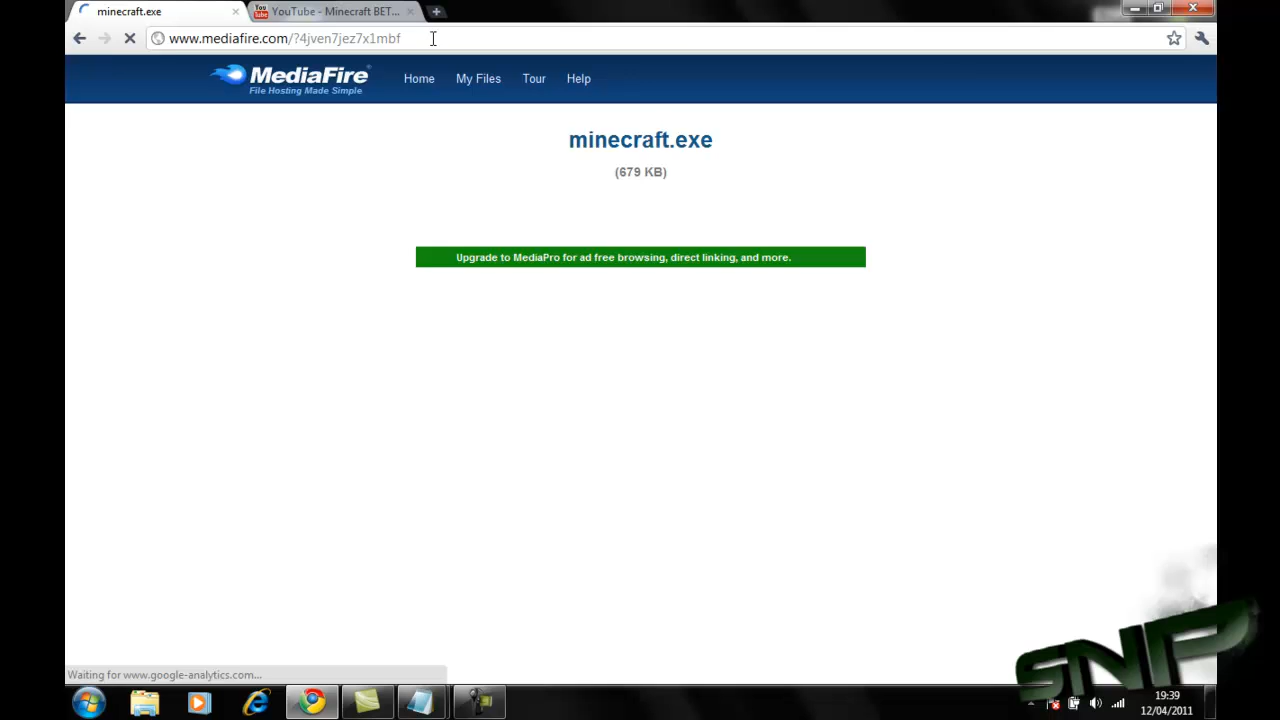 minecraft.exe
YouTube - Minecraft BET...
www.mediafire.com/?4jven7jez7x1mbf
MediaFire
File Hosting Made Simple
Home
My Files
Tour
Help
minecraft.exe
(679 KB)
Upgrade to MediaPro for ad free browsing, direct linking, and more.
Waiting for www.google-analytics.com...
SNP
19:39
12/04/2011